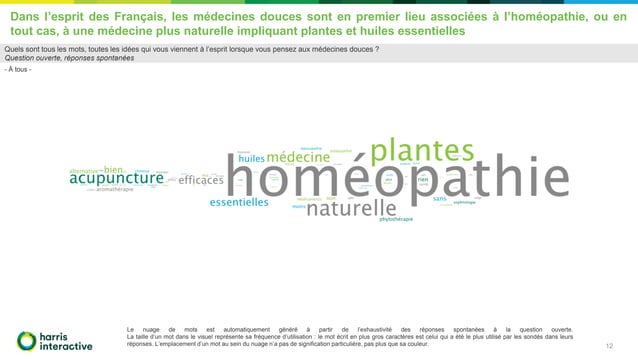 Dans l’esprit des Français, les médecines douces sont en premier lieu associées à l’homéopathie, ou en
tout cas, à une médecine plus naturelle impliquant plantes et huiles essentielles
Quels sont tous les mots, toutes les idées qui vous viennent à l’esprit lorsque vous pensez aux médecines douces ?
Question ouverte, réponses spontanées
- À tous -
plantes
huiles médecine
alternative bien
acupuncture
efficaces
homéopathie
rien
aromathérapie
essentielles
naturelle
sans
phytothérapie
harris
interactive
Le nuage de mots est automatiquement généré à partir de l’exhaustivité des réponses spontanées à la question ouverte.
La taille d’un mot dans le visuel représente sa fréquence d’utilisation : le mot écrit en plus gros caractères est celui qui a été le plus utilisé par les sondés dans leurs
réponses. L’emplacement d’un mot au sein du nuage n’a pas de signification particulière, pas plus que sa couleur.
12